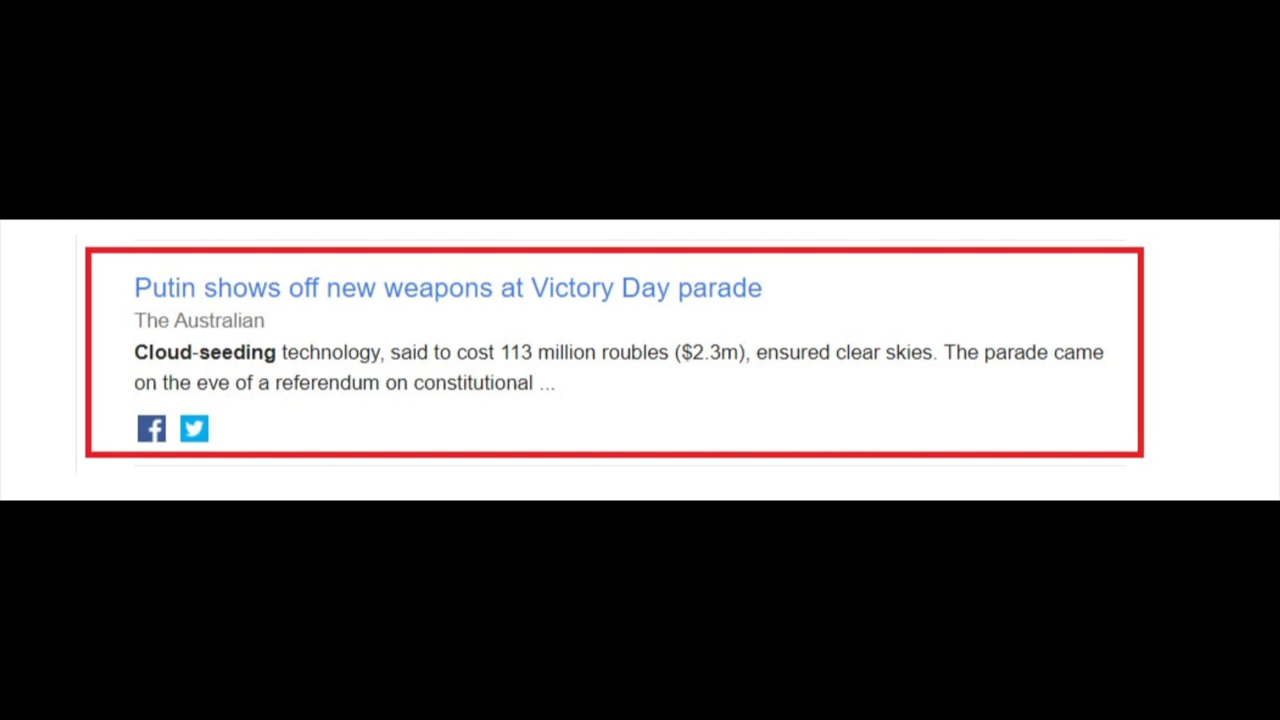 Putin shows off new weapons at Victory Day parade
The Australian
Cloud-seeding technology, said to cost 113 million roubles ($2.3m), ensured clear skies. The parade came
on the eve of a referendum on constitutional ...